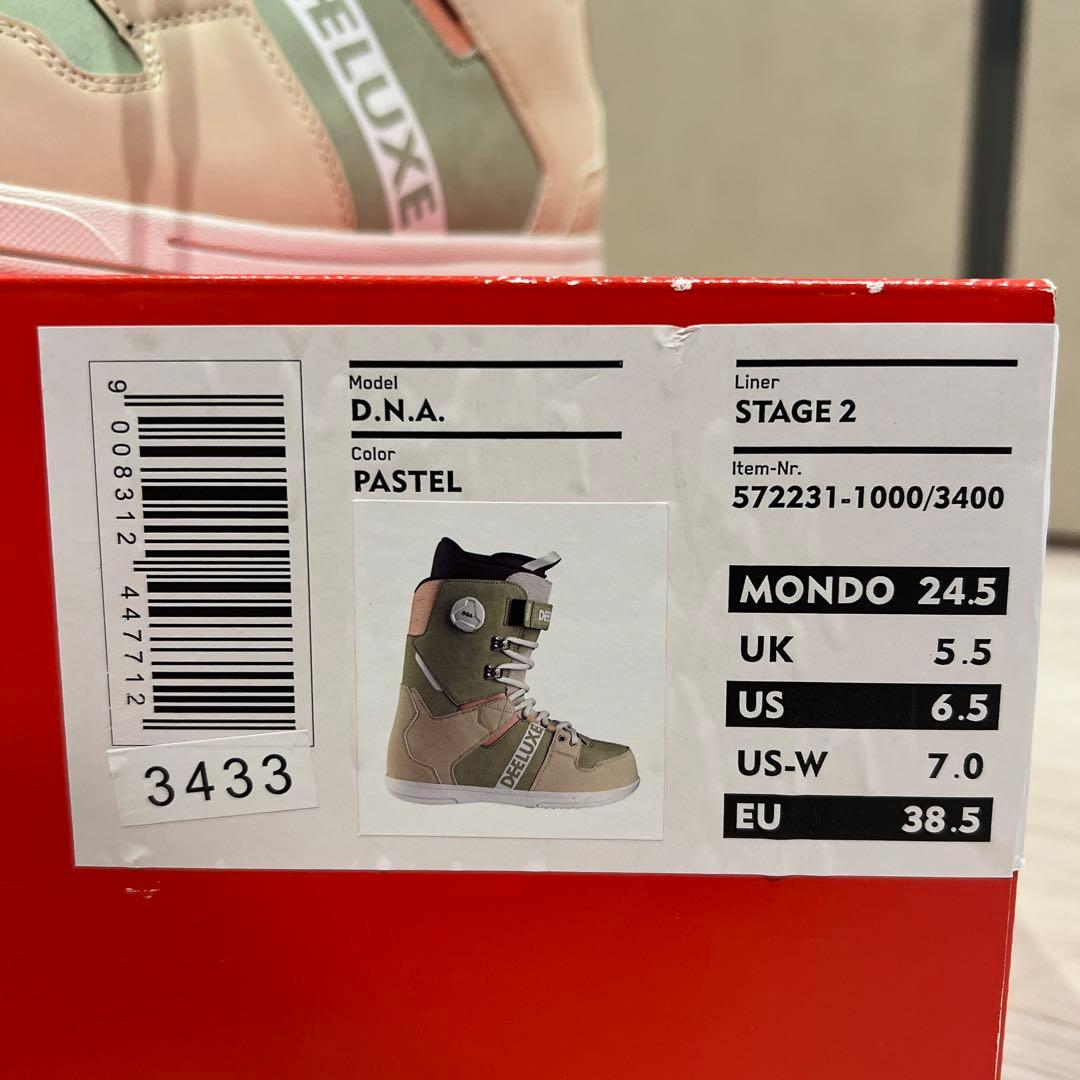 DEELUXE
9 008312 447712
3433
Model
D.N.A.
Color
PASTEL
DEELUXE
Liner
STAGE 2
Item-Nr.
572231-1000/3400
MONDO 24.5
UK 5.5
US 6.5
US-W 7.0
EU 38.5